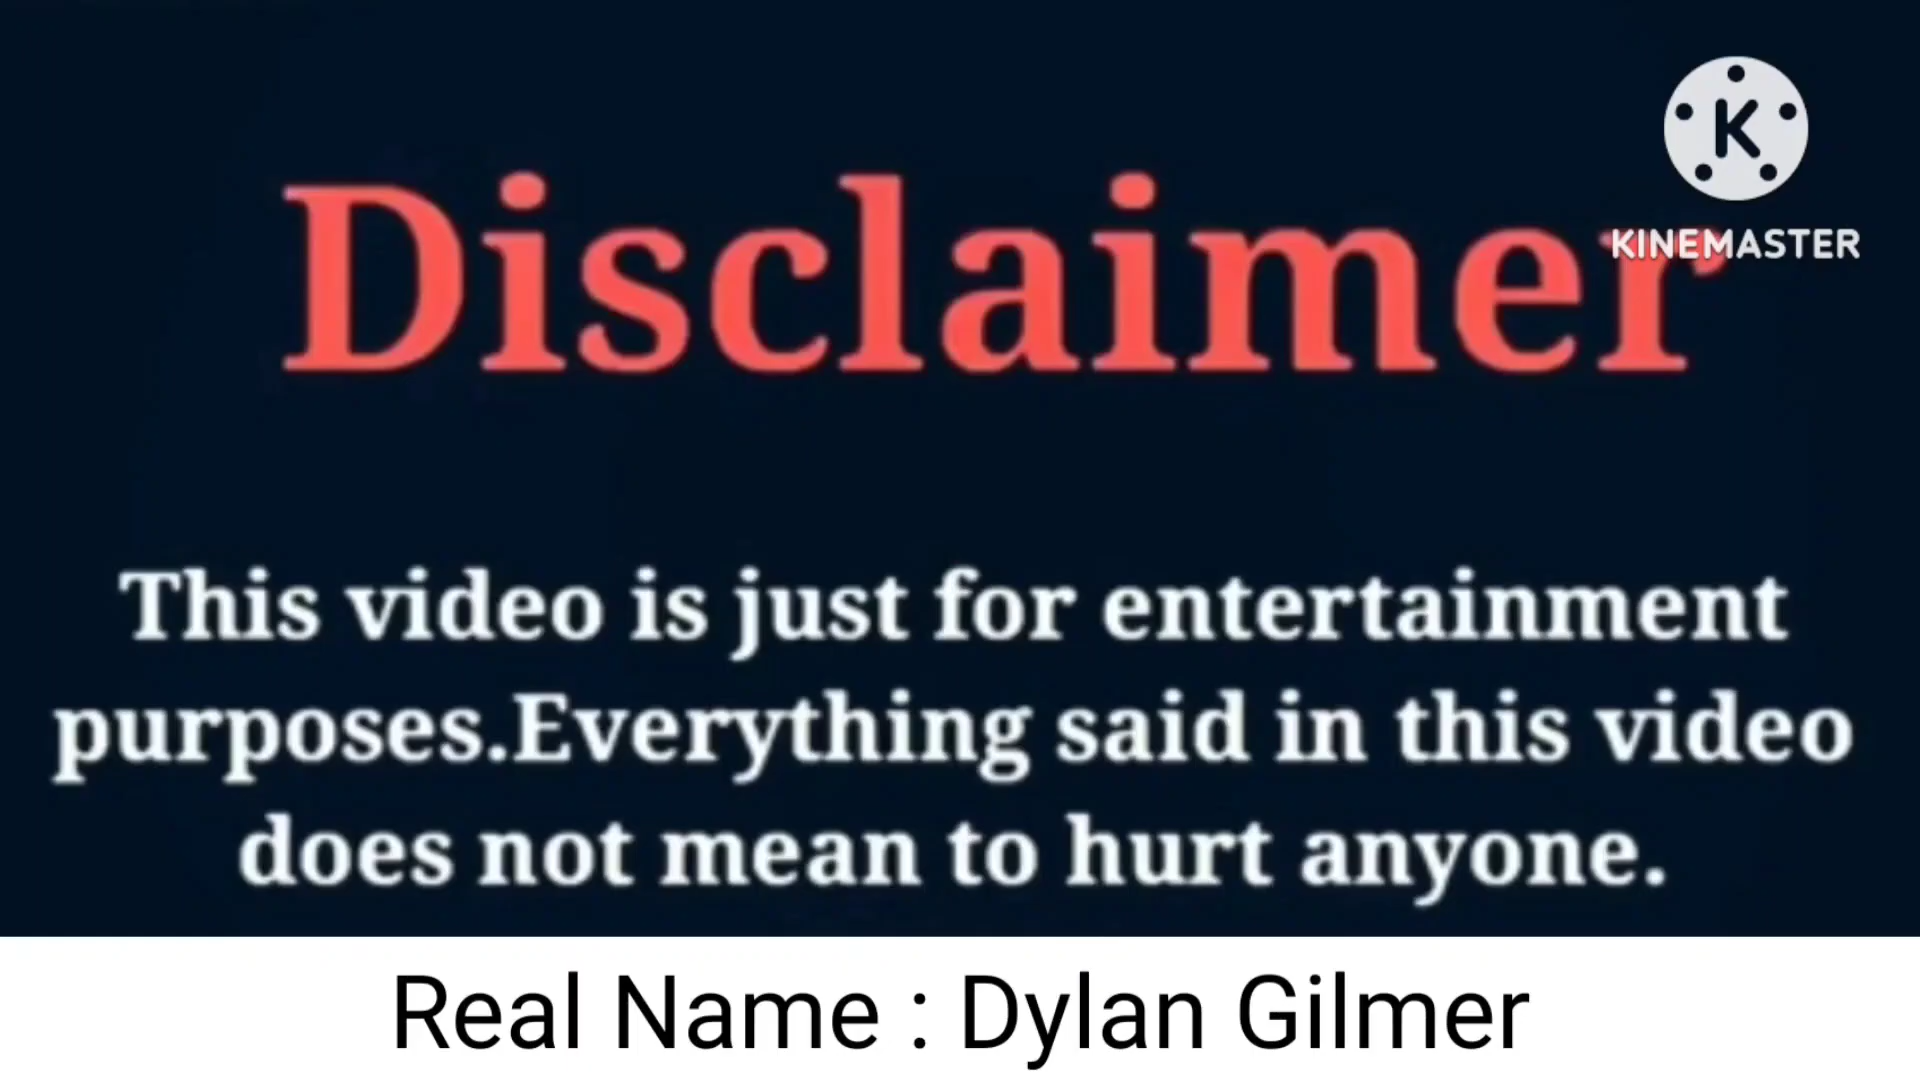 K
KINEMASTER
Disclaimer
This video is just for entertainment
purposes.Everything said in this video
does not mean to hurt anyone.
Real Name : Dylan Gilmer